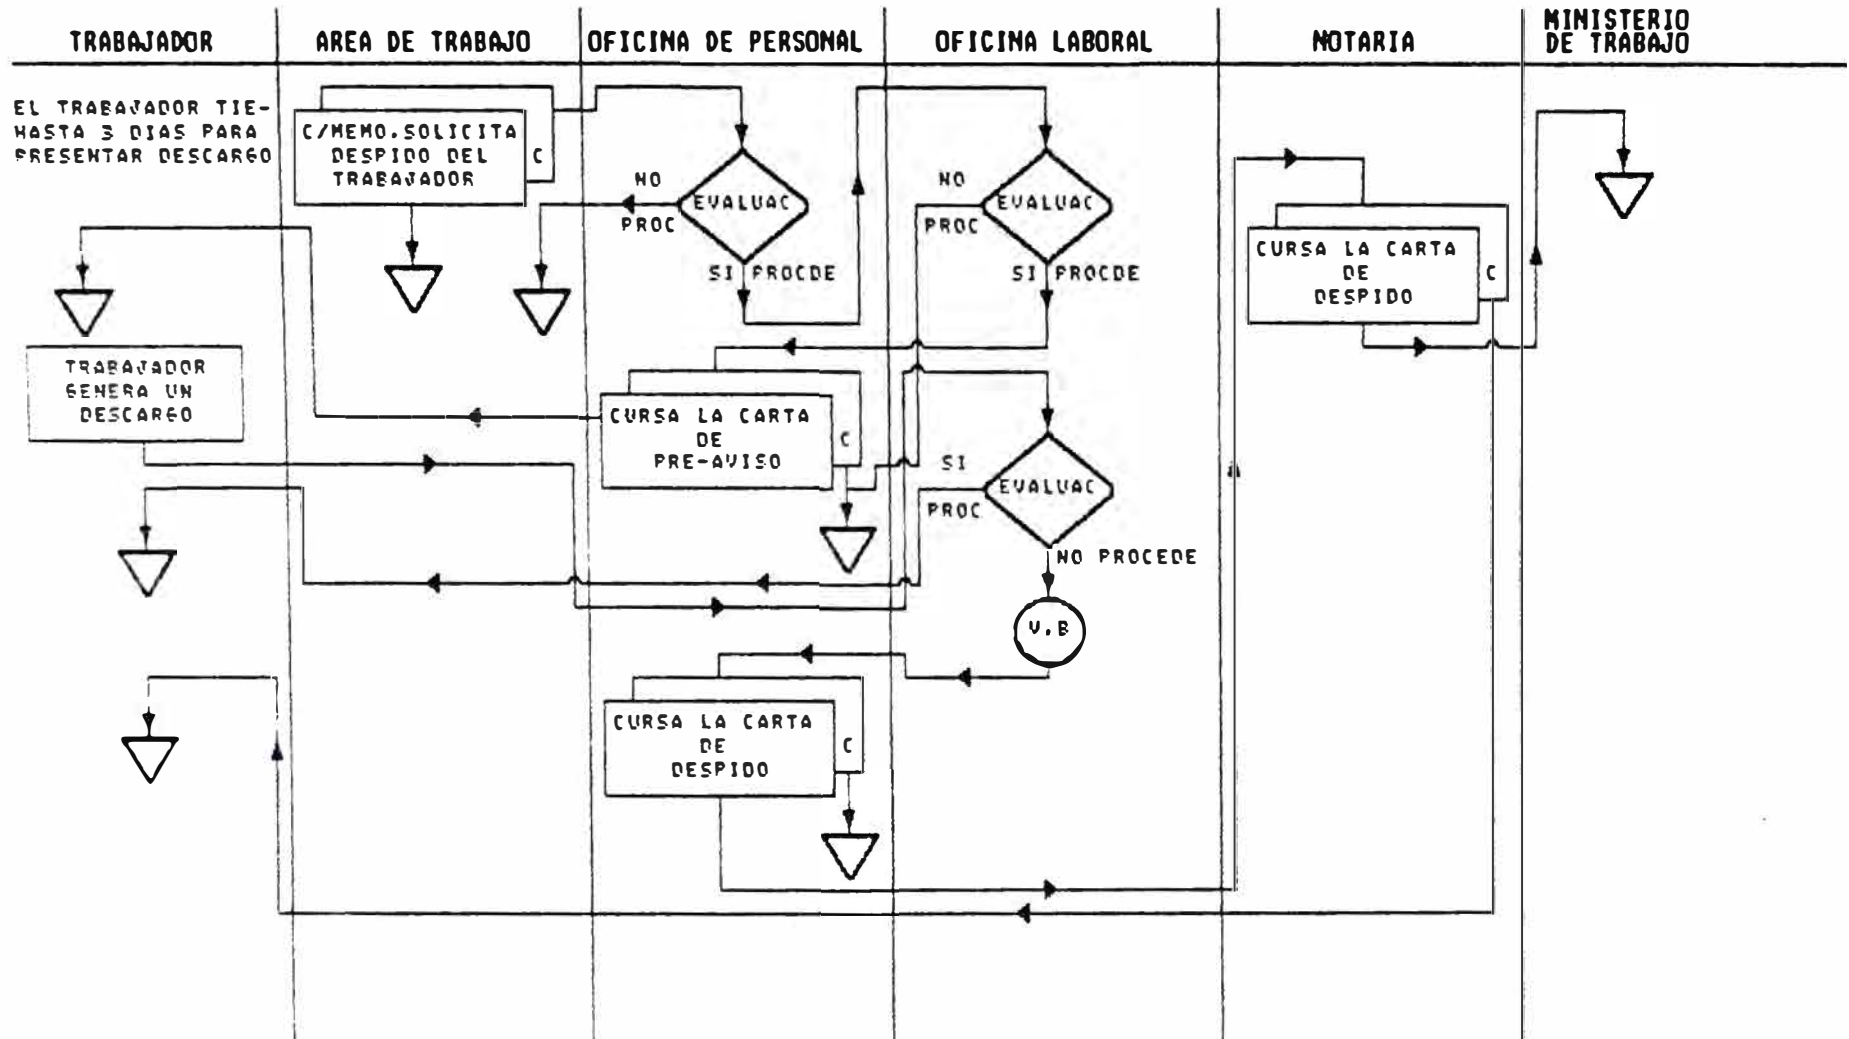 TRABAJADOR
AREA DE TRABAJO
OFICINA DE PERSONAL
OFICINA LABORAL
NOTARIA
MINISTERIO
DE TRABAJO
EL TRABAJADOR TIE-
HASTA 3 DIAS PARA
PRESENTAR DESCARGO
C/MEMO.SOLICITA
DESPIDO DEL
TRABAJADOR
C
NO
PROC
EVALUAC
SI PROCDE
NO
PROC
EVALUAC
SI PROCDE
CURSA LA CARTA
DE
DESPIDO
C
TRABAJADOR
GENERA UN
DESCARGO
CURSA LA CARTA
DE
PRE-AVISO
C
SI
PROC
EVALUAC
NO PROCEDE
V.B
CURSA LA CARTA
DE
DESPIDO
C